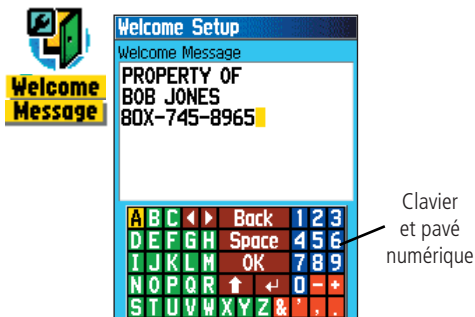 Welcome
Message
Welcome Setup
Welcome Message
PROPERTY OF
BOB JONES
80X-745-8965
A B C Back 1 2 3
D E F G H Space 4 5 6
I J K L M OK 7 8 9
N O P Q R 0 - +
S T U V W X Y Z & ' , .
Clavier
et pavé
numérique